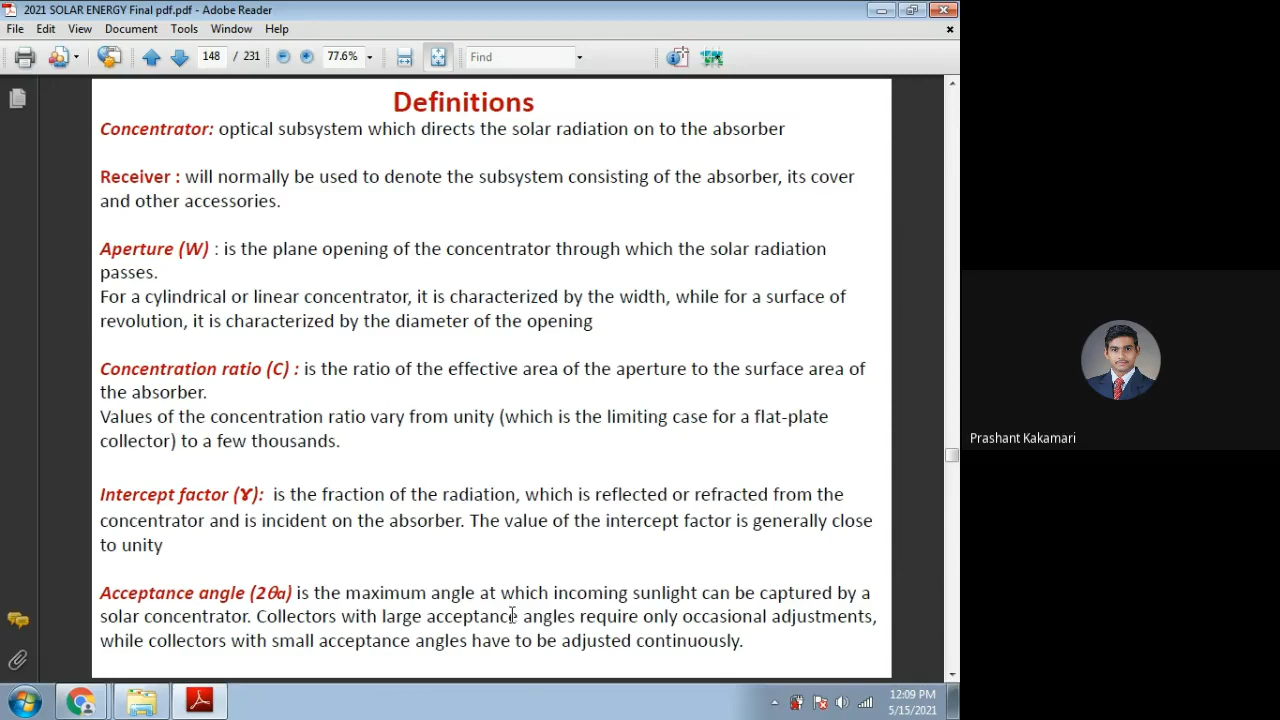 2021 SOLAR ENERGY Final pdf.pdf - Adobe Reader
File Edit View Document Tools Window Help
148 / 231 77.6% Find
Definitions
Concentrator: optical subsystem which directs the solar radiation on to the absorber
Receiver : will normally be used to denote the subsystem consisting of the absorber, its cover
and other accessories.
Aperture (W) : is the plane opening of the concentrator through which the solar radiation
passes.
For a cylindrical or linear concentrator, it is characterized by the width, while for a surface of
revolution, it is characterized by the diameter of the opening
Concentration ratio (C) : is the ratio of the effective area of the aperture to the surface area of
the absorber.
Values of the concentration ratio vary from unity (which is the limiting case for a flat-plate
collector) to a few thousands.
Intercept factor (ɤ): is the fraction of the radiation, which is reflected or refracted from the
concentrator and is incident on the absorber. The value of the intercept factor is generally close
to unity
Acceptance angle (2θa) is the maximum angle at which incoming sunlight can be captured by a
solar concentrator. Collectors with large acceptance angles require only occasional adjustments,
while collectors with small acceptance angles have to be adjusted continuously.
Prashant Kakamari
12:09 PM
5/15/2021